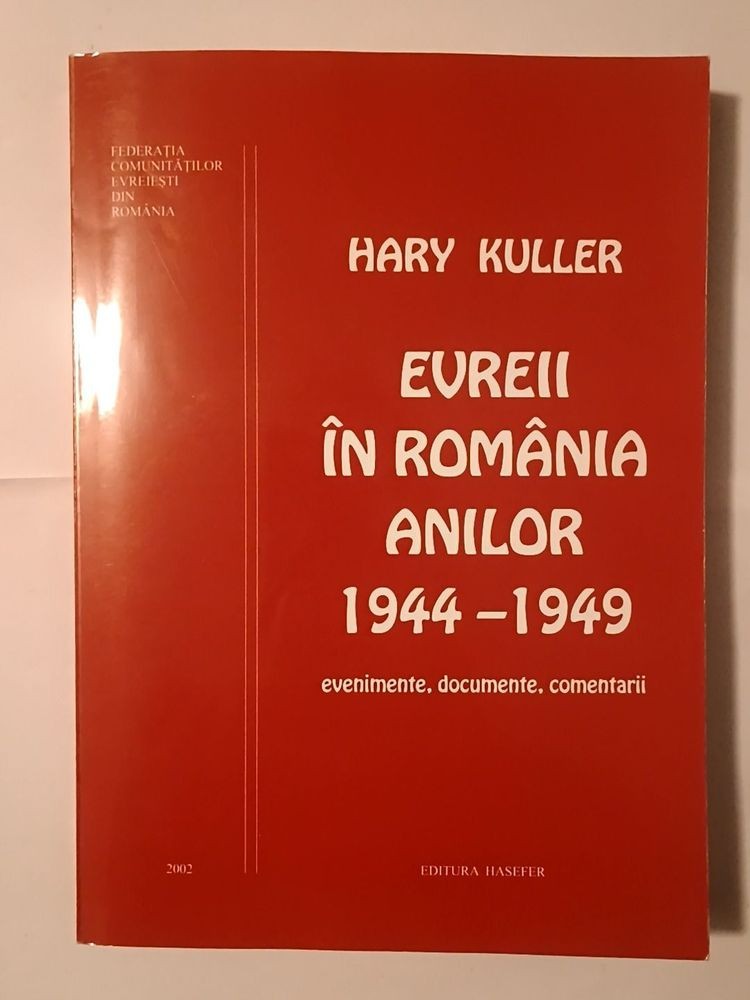 FEDERAȚIA
COMUNITĂȚILOR
EVREIEȘTI
DIN
ROMÂNIA
HARY KULLER
EVREII
ÎN ROMÂNIA
ANILOR
1944 – 1949
evenimente, documente, comentarii
2002
EDITURA HASEFER